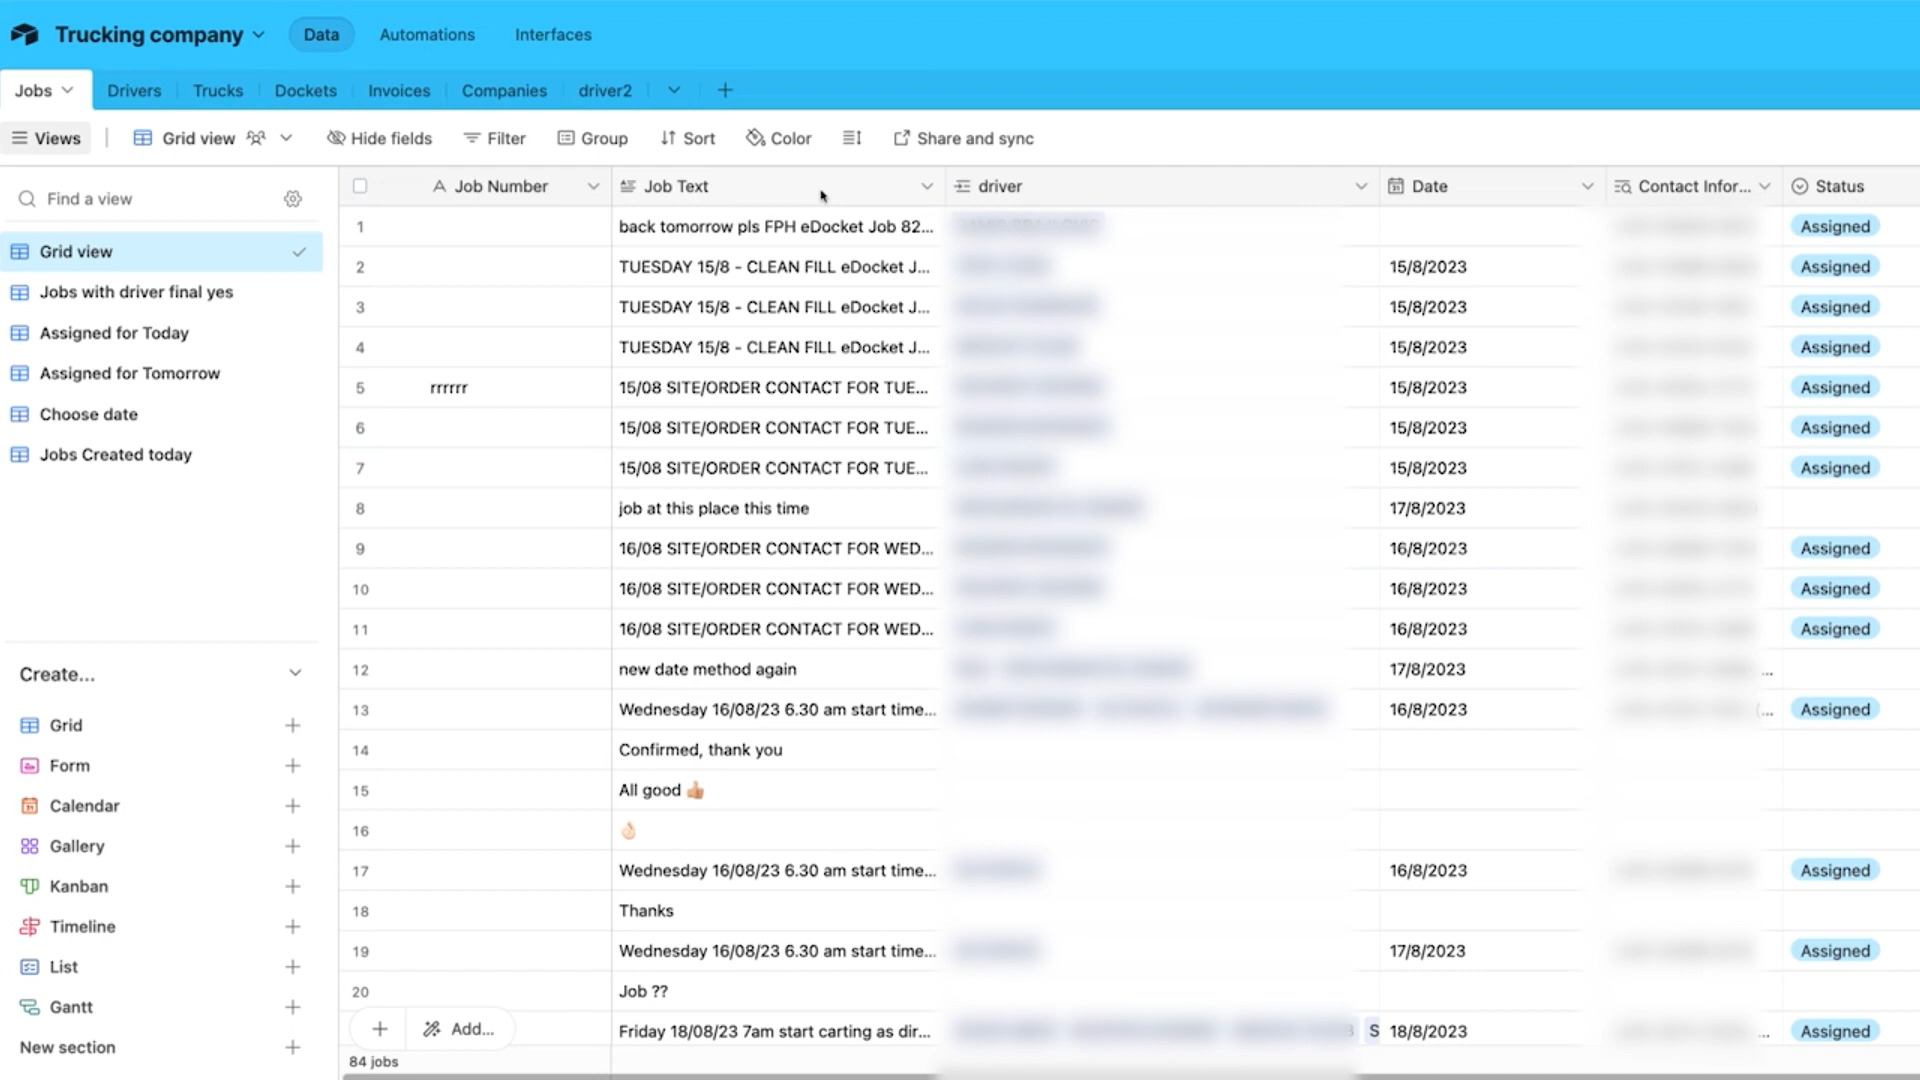 Trucking company Data Automations Interfaces
Jobs Drivers Trucks Dockets Invoices Companies driver2
Views Grid view Hide fields Filter Group Sort Color Share and sync
Find a view
Grid view
Jobs with driver final yes
Assigned for Today
Assigned for Tomorrow
Choose date
Jobs Created today
Create...
Grid
Form
Calendar
Gallery
Kanban
Timeline
List
Gantt
New section
Job Number Job Text driver Date Contact Infor... Status
1 back tomorrow pls FPH eDocket Job 82... Assigned
2 TUESDAY 15/8 - CLEAN FILL eDocket J... 15/8/2023 Assigned
3 TUESDAY 15/8 - CLEAN FILL eDocket J... 15/8/2023 Assigned
4 TUESDAY 15/8 - CLEAN FILL eDocket J... 15/8/2023 Assigned
5 rrrrrr 15/08 SITE/ORDER CONTACT FOR TUE... 15/8/2023 Assigned
6 15/08 SITE/ORDER CONTACT FOR TUE... 15/8/2023 Assigned
7 15/08 SITE/ORDER CONTACT FOR TUE... 15/8/2023 Assigned
8 job at this place this time 17/8/2023
9 16/08 SITE/ORDER CONTACT FOR WED... 16/8/2023 Assigned
10 16/08 SITE/ORDER CONTACT FOR WED... 16/8/2023 Assigned
11 16/08 SITE/ORDER CONTACT FOR WED... 16/8/2023 Assigned
12 new date method again 17/8/2023 ...
13 Wednesday 16/08/23 6.30 am start time... 16/8/2023 (... Assigned
14 Confirmed, thank you
15 All good 👍🏼
16 👌🏻
17 Wednesday 16/08/23 6.30 am start time... 16/8/2023 Assigned
18 Thanks
19 Wednesday 16/08/23 6.30 am start time... 17/8/2023 Assigned
20 Job ??
Add... Friday 18/08/23 7am start carting as dir... S 18/8/2023 ... Assigned
84 jobs